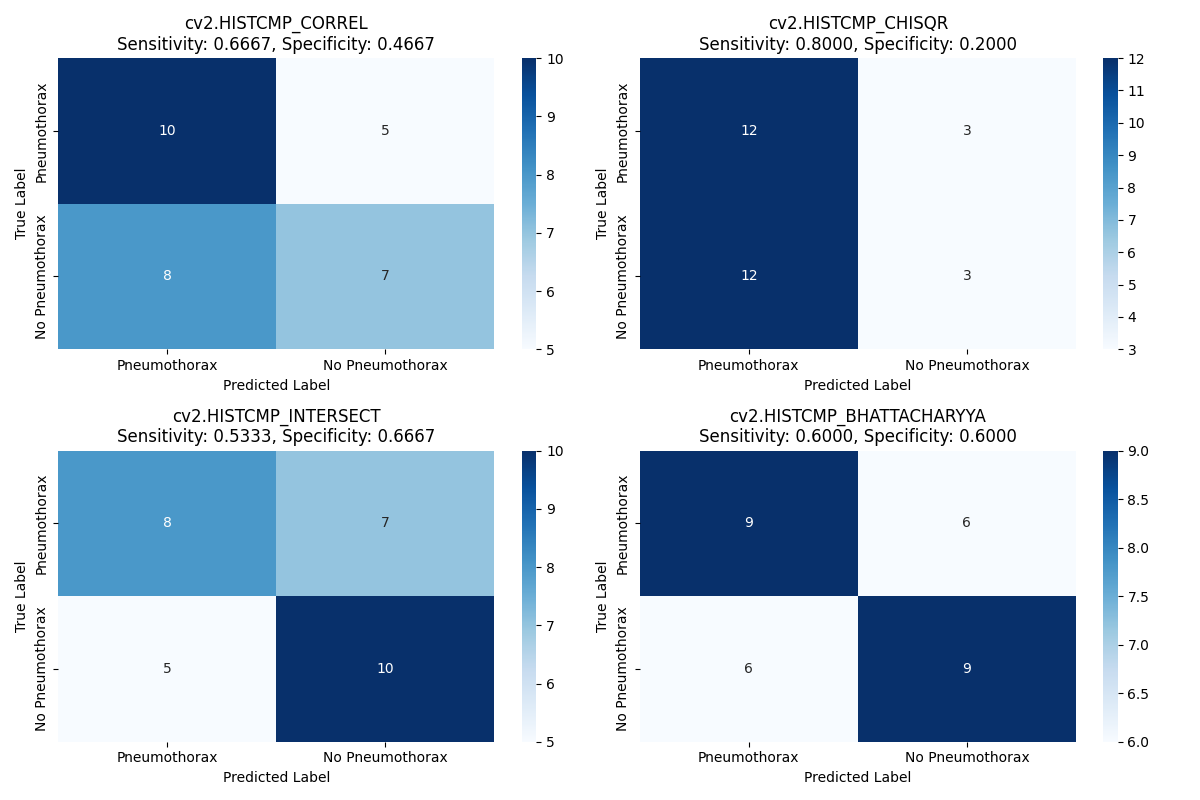 cv2.HISTCMP_CORREL
Sensitivity: 0.6667, Specificity: 0.4667
True Label
Pneumothorax
No Pneumothorax
10 5
8 7
Pneumothorax No Pneumothorax
Predicted Label
10
9
8
7
6
5
cv2.HISTCMP_CHISQR
Sensitivity: 0.8000, Specificity: 0.2000
True Label
Pneumothorax
No Pneumothorax
12 3
12 3
Pneumothorax No Pneumothorax
Predicted Label
12
11
10
9
8
7
6
5
4
3
cv2.HISTCMP_INTERSECT
Sensitivity: 0.5333, Specificity: 0.6667
True Label
Pneumothorax
No Pneumothorax
8 7
5 10
Pneumothorax No Pneumothorax
Predicted Label
10
9
8
7
6
5
cv2.HISTCMP_BHATTACHARYYA
Sensitivity: 0.6000, Specificity: 0.6000
True Label
Pneumothorax
No Pneumothorax
9 6
6 9
Pneumothorax No Pneumothorax
Predicted Label
9.0
8.5
8.0
7.5
7.0
6.5
6.0